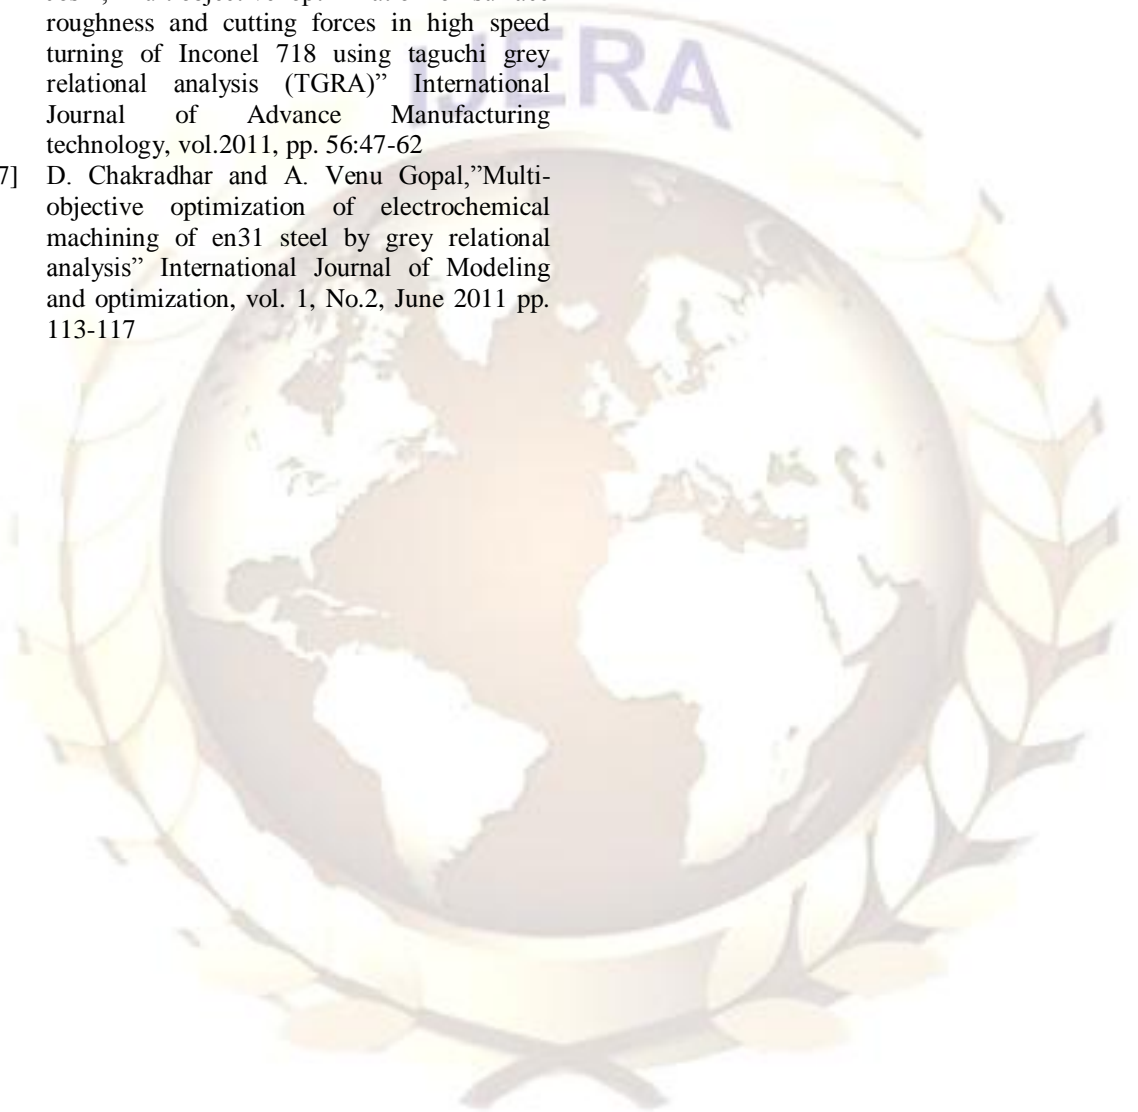 roughness and cutting forces in high speed
turning of Inconel 718 using taguchi grey
relational analysis (TGRA)” International
Journal of Advance Manufacturing
technology, vol.2011, pp. 56:47-62
7] D. Chakradhar and A. Venu Gopal,”Multi-
objective optimization of electrochemical
machining of en31 steel by grey relational
analysis” International Journal of Modeling
and optimization, vol. 1, No.2, June 2011 pp.
113-117
IJERA